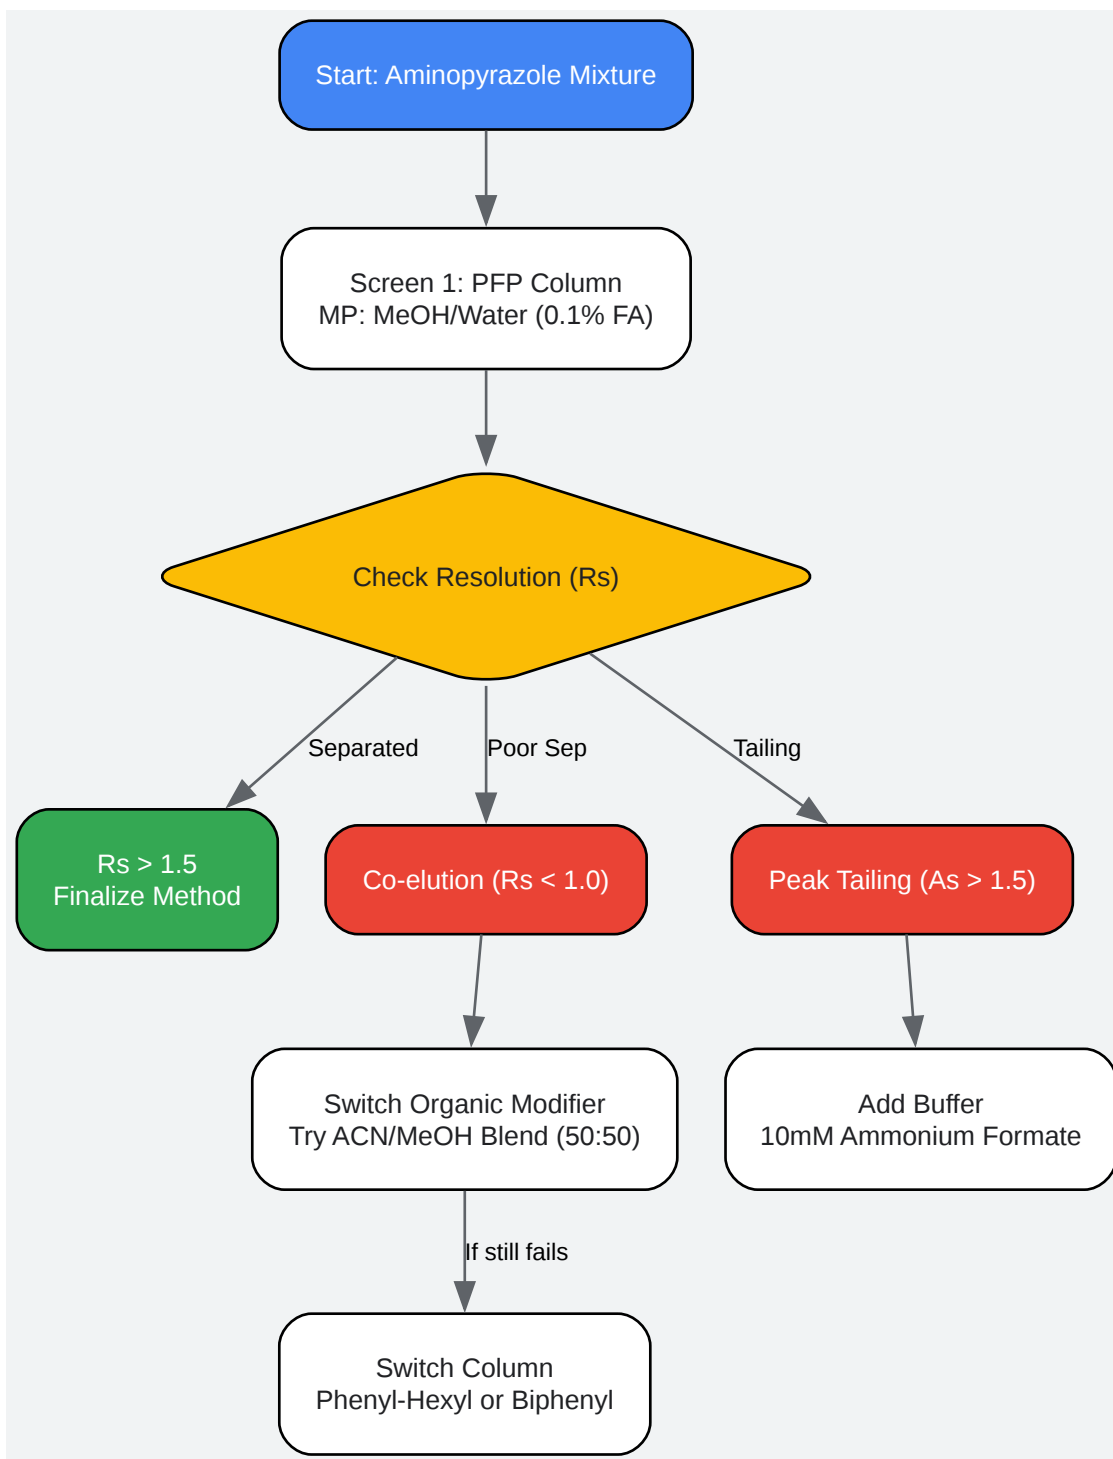 Start: Aminopyrazole Mixture
Screen 1: PFP Column
MP: MeOH/Water (0.1% FA)
Check Resolution (Rs)
Separated
Poor Sep
Tailing
Rs > 1.5
Finalize Method
Co-elution (Rs < 1.0)
Peak Tailing (As > 1.5)
Switch Organic Modifier
Try ACN/MeOH Blend (50:50)
Add Buffer
10mM Ammonium Formate
If still fails
Switch Column
Phenyl-Hexyl or Biphenyl